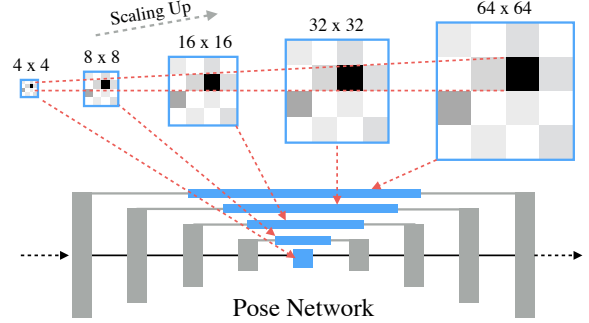 Scaling Up
4 x 4
8 x 8
16 x 16
32 x 32
64 x 64
Pose Network